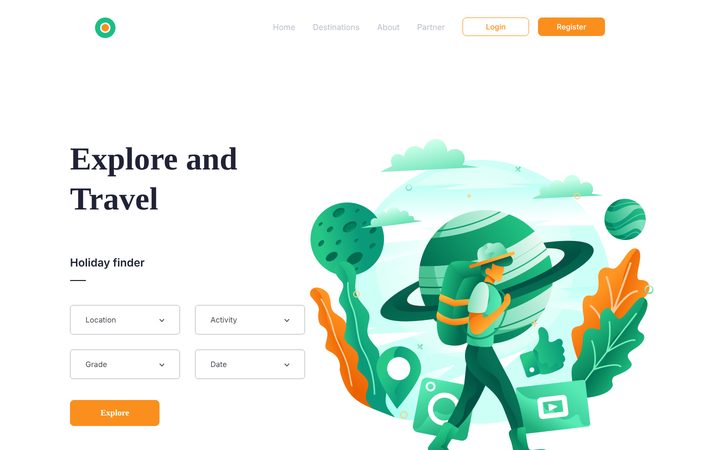 Home Destinations About Partner Login Register
Explore and
Travel
Holiday finder
Location Activity
Grade Date
Explore